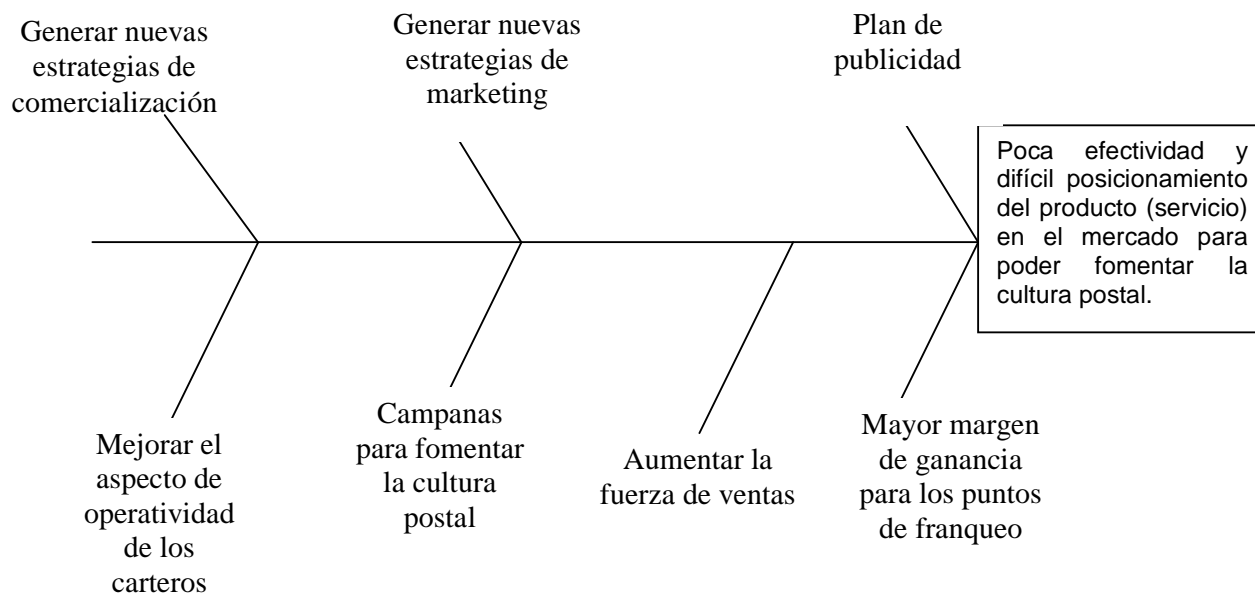 Generar nuevas
estrategias de
comercialización
Generar nuevas
estrategias de
marketing
Plan de
publicidad
Poca efectividad y
difícil posicionamiento
del producto (servicio)
en el mercado para
poder fomentar la
cultura postal.
Mejorar el
aspecto de
operatividad
de los
carteros
Campanas
para fomentar
la cultura
postal
Aumentar la
fuerza de ventas
Mayor margen
de ganancia
para los puntos
de franqueo